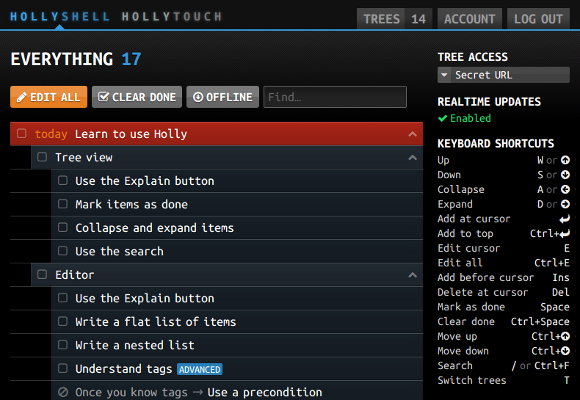 HOLLYSHELL HOLLYTOUCH
TREES 14 ACCOUNT LOG OUT
EVERYTHING 17
EDIT ALL CLEAR DONE OFFLINE Find...
today Learn to use Holly
Tree view
Use the Explain button
Mark items as done
Collapse and expand items
Use the search
Editor
Use the Explain button
Write a flat list of items
Write a nested list
Understand tags ADVANCED
Once you know tags → Use a precondition
TREE ACCESS
Secret URL
REALTIME UPDATES
Enabled
KEYBOARD SHORTCUTS
Up W or ↑
Down S or ↓
Collapse A or ←
Expand D or →
Add at cursor ↵
Add to top Ctrl+↵
Edit cursor E
Edit all Ctrl+E
Add before cursor Ins
Delete at cursor Del
Mark as done Space
Clear done Ctrl+Space
Move up Ctrl+↑
Move down Ctrl+↓
Search / or Ctrl+F
Switch trees T